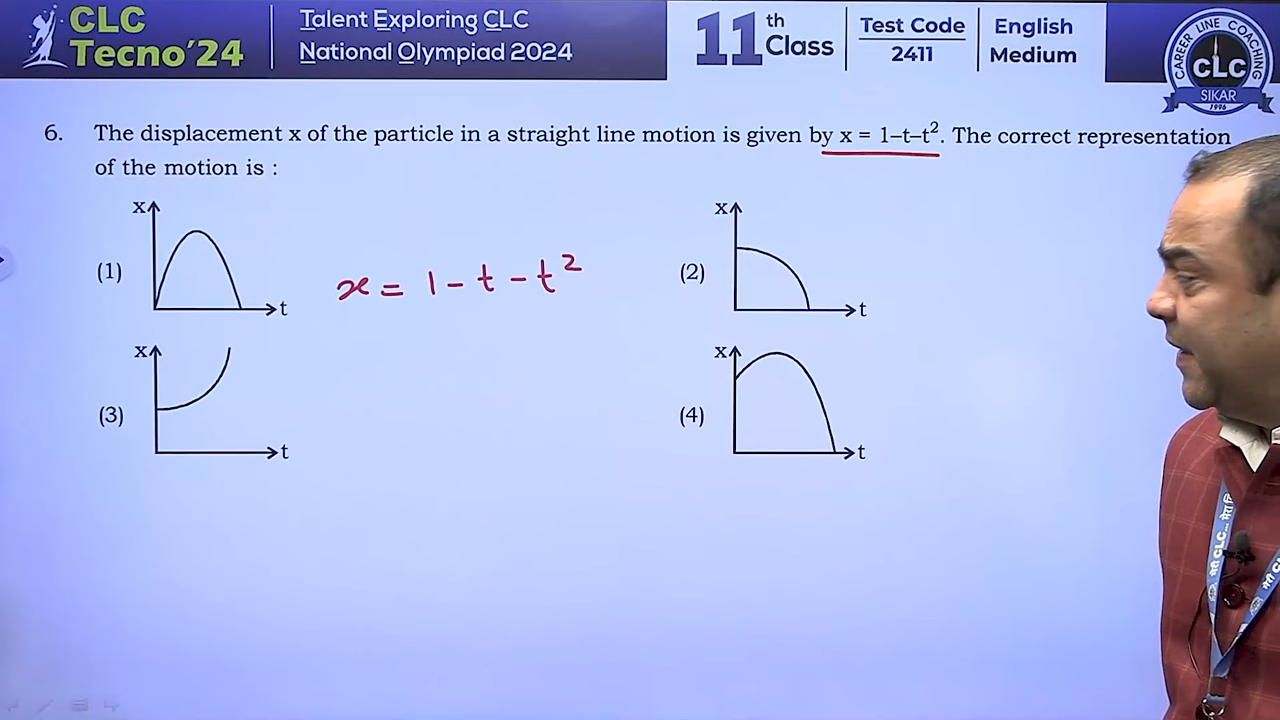 CLC
Tecno'24
Talent Exploring CLC
National Olympiad 2024
11th Class
Test Code
2411
English
Medium
CAREER LINE COACHING
CLC
SIKAR
1996
6. The displacement x of the particle in a straight line motion is given by x = 1–t–t². The correct representation
of the motion is :
(1) x t
x = 1 - t - t²
(2) x t
(3) x t
(4) x t